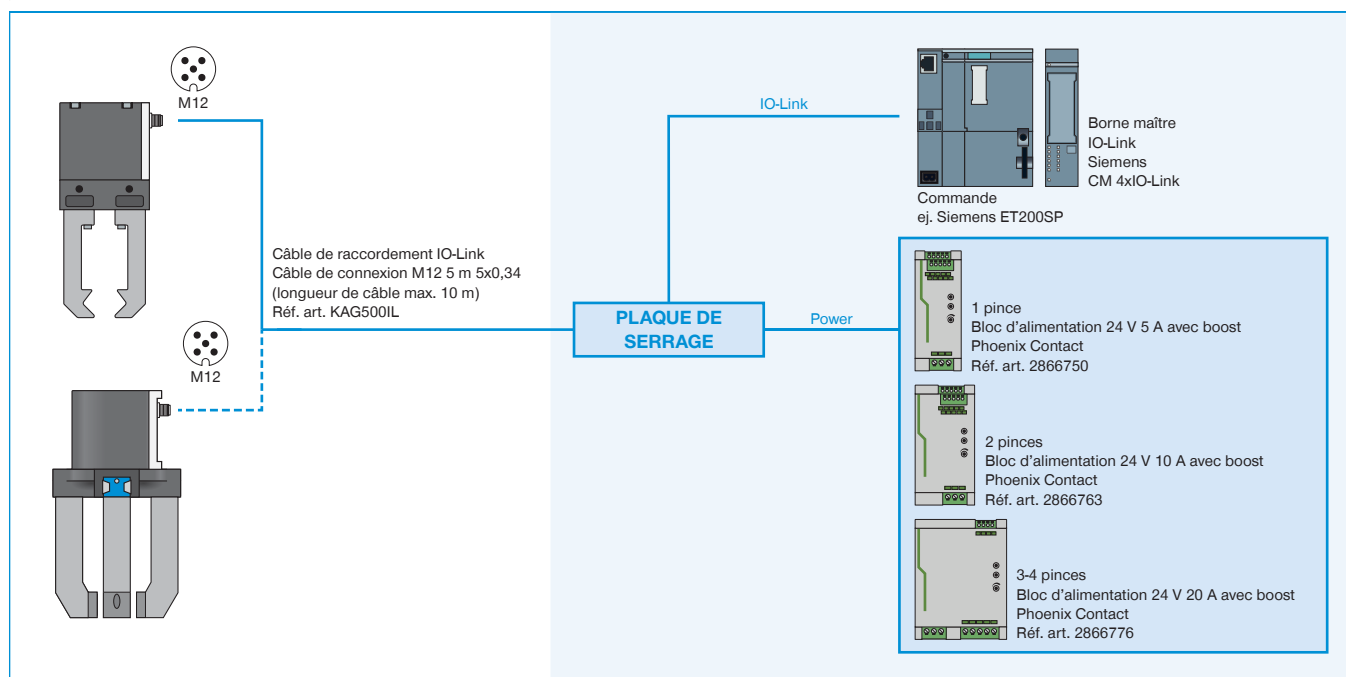 M12
IO-Link
Borne maître
IO-Link
Siemens
CM 4xIO-Link
Commande
ej. Siemens ET200SP
Câble de raccordement IO-Link
Câble de connexion M12 5 m 5x0,34
(longueur de câble max. 10 m)
Réf. art. KAG500IL
M12
PLAQUE DE
SERRAGE
Power
1 pince
Bloc d'alimentation 24 V 5 A avec boost
Phoenix Contact
Réf. art. 2866750
2 pinces
Bloc d'alimentation 24 V 10 A avec boost
Phoenix Contact
Réf. art. 2866763
3-4 pinces
Bloc d'alimentation 24 V 20 A avec boost
Phoenix Contact
Réf. art. 2866776